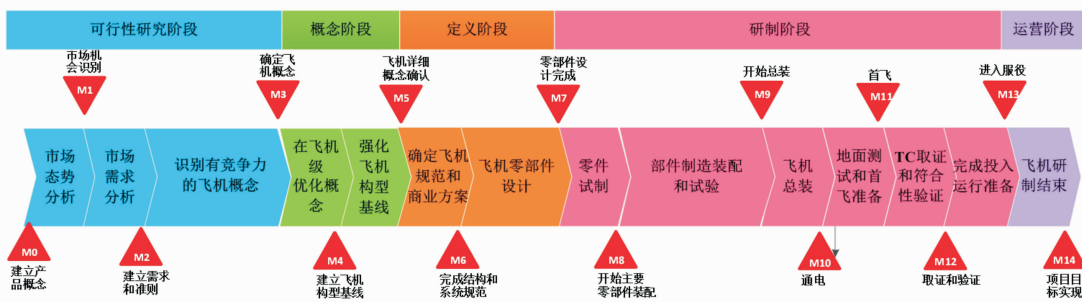 可行性研究阶段
概念阶段
定义阶段
研制阶段
运营阶段
市场机
会识别
M1
确定飞
机概念
M3
飞机详细
概念确认
M5
零部件设
计完成
M7
开始总装
M9
首飞
M11
进入服役
M13
市场
态势
分析
市场
需求
分析
识别有竞争力
的飞机概念
在飞机
级
优化概
念
强化
飞机
构型
基线
确定飞机
规范和
商业方案
飞机零部件
设计
零件
试制
部件制造装配
和试验
飞机
总装
地面测
试和首
飞准备
TC取证
和符合
性验证
完成投入
运行准备
飞机研
制结束
M0
建立产
品概念
M2
建立需求
和准则
M4
建立飞机
构型基线
M6
完成结构和
系统规范
M8
开始主要
零部件装配
M10
通电
M12
取证和验证
M14
项目目
标实现